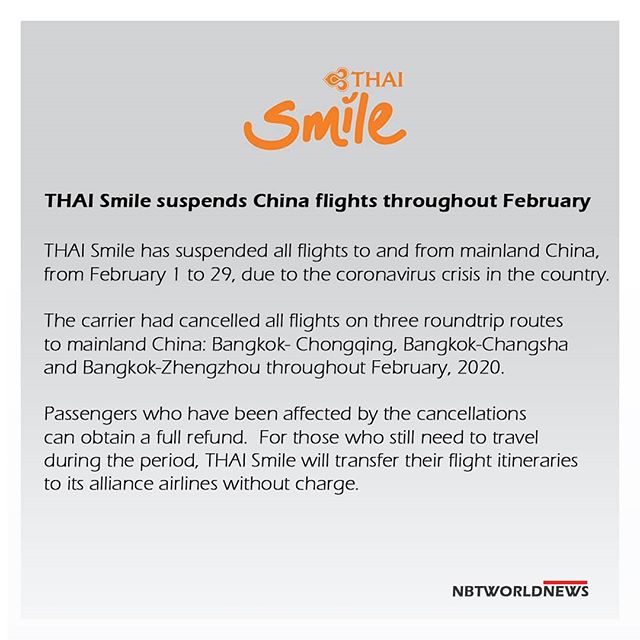 THAI
Smile
THAI Smile suspends China flights throughout February
THAI Smile has suspended all flights to and from mainland China,
from February 1 to 29, due to the coronavirus crisis in the country.
The carrier had cancelled all flights on three roundtrip routes
to mainland China: Bangkok- Chongqing, Bangkok-Changsha
and Bangkok-Zhengzhou throughout February, 2020.
Passengers who have been affected by the cancellations
can obtain a full refund.  For those who still need to travel
during the period, THAI Smile will transfer their flight itineraries
to its alliance airlines without charge.
NBTWORLDNEWS